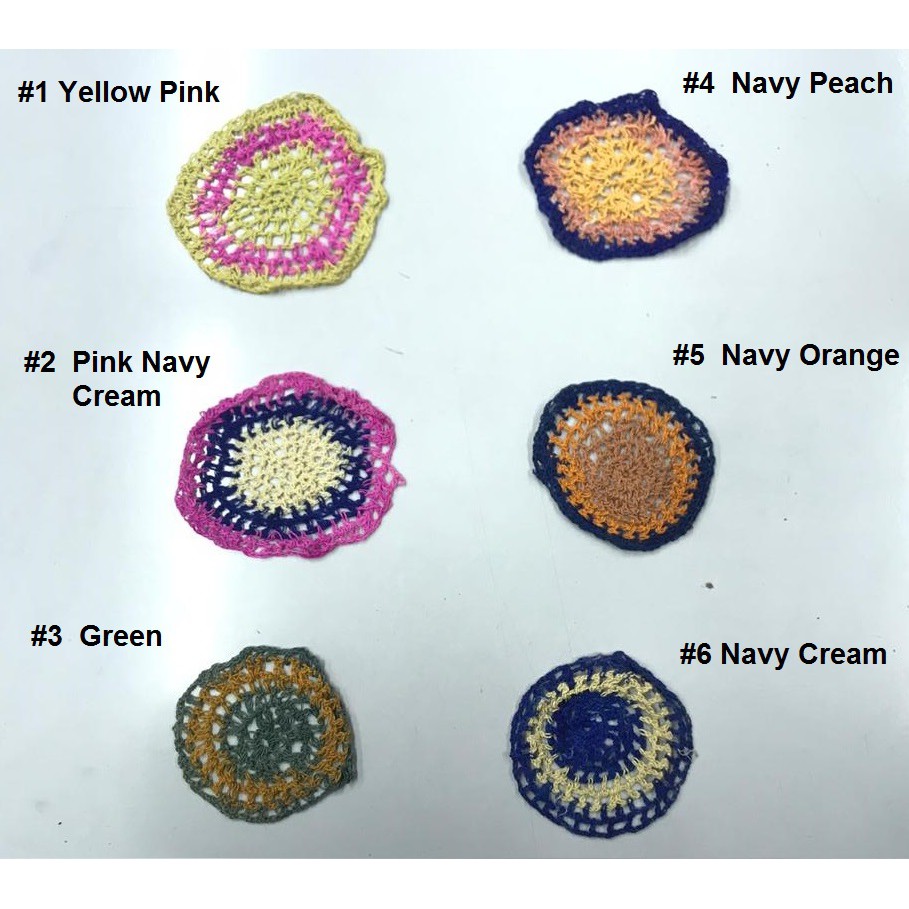 #1 Yellow Pink
#4 Navy Peach
#2 Pink Navy
Cream
#5 Navy Orange
#3 Green
#6 Navy Cream